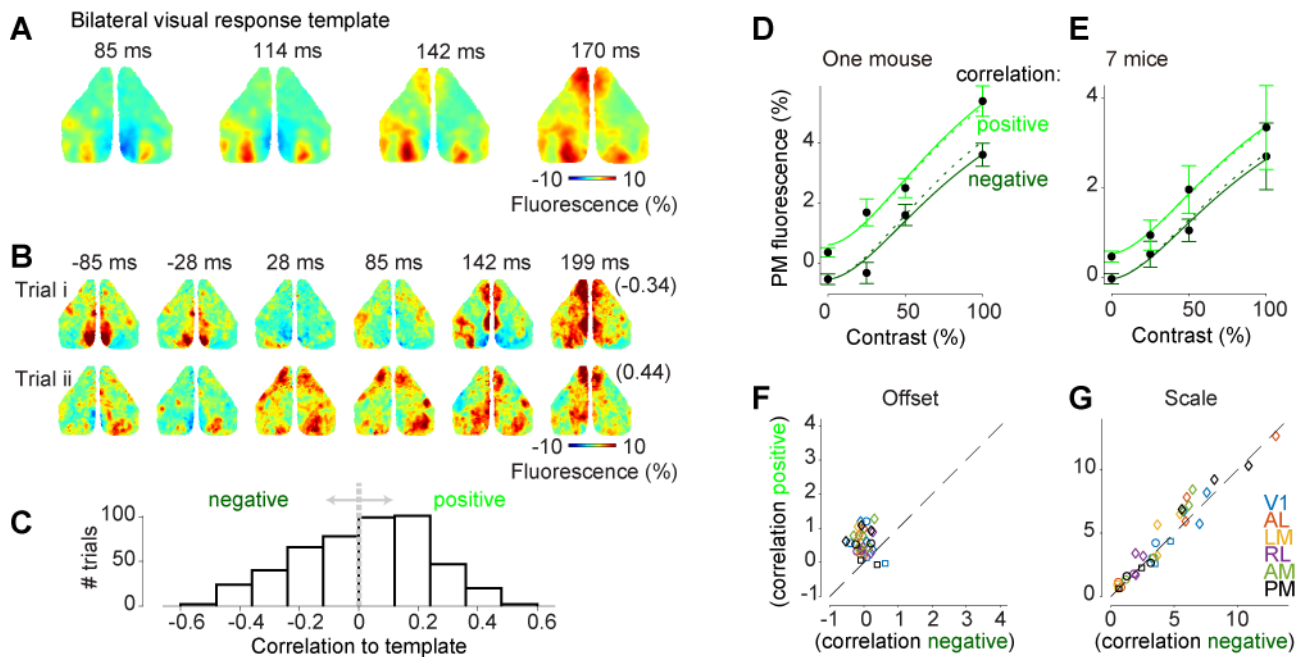 A
Bilateral visual response template
85 ms 114 ms 142 ms 170 ms
-10 10
Fluorescence (%)
B
-85 ms -28 ms 28 ms 85 ms 142 ms 199 ms
Trial i (-0.34)
Trial ii (0.44)
-10 10
Fluorescence (%)
C
negative positive
# trials
100
50
0
-0.6 -0.4 -0.2 0 0.2 0.4 0.6
Correlation to template
D
One mouse
correlation:
positive
negative
PM fluorescence (%)
4
2
0
0 50 100
Contrast (%)
E
7 mice
4
2
0
0 50 100
Contrast (%)
F
Offset
(correlation positive)
4
3
2
1
0
-1
-1 0 1 2 3 4
(correlation negative)
G
Scale
10
5
0
0 5 10
(correlation negative)
V1
AL
LM
RL
AM
PM